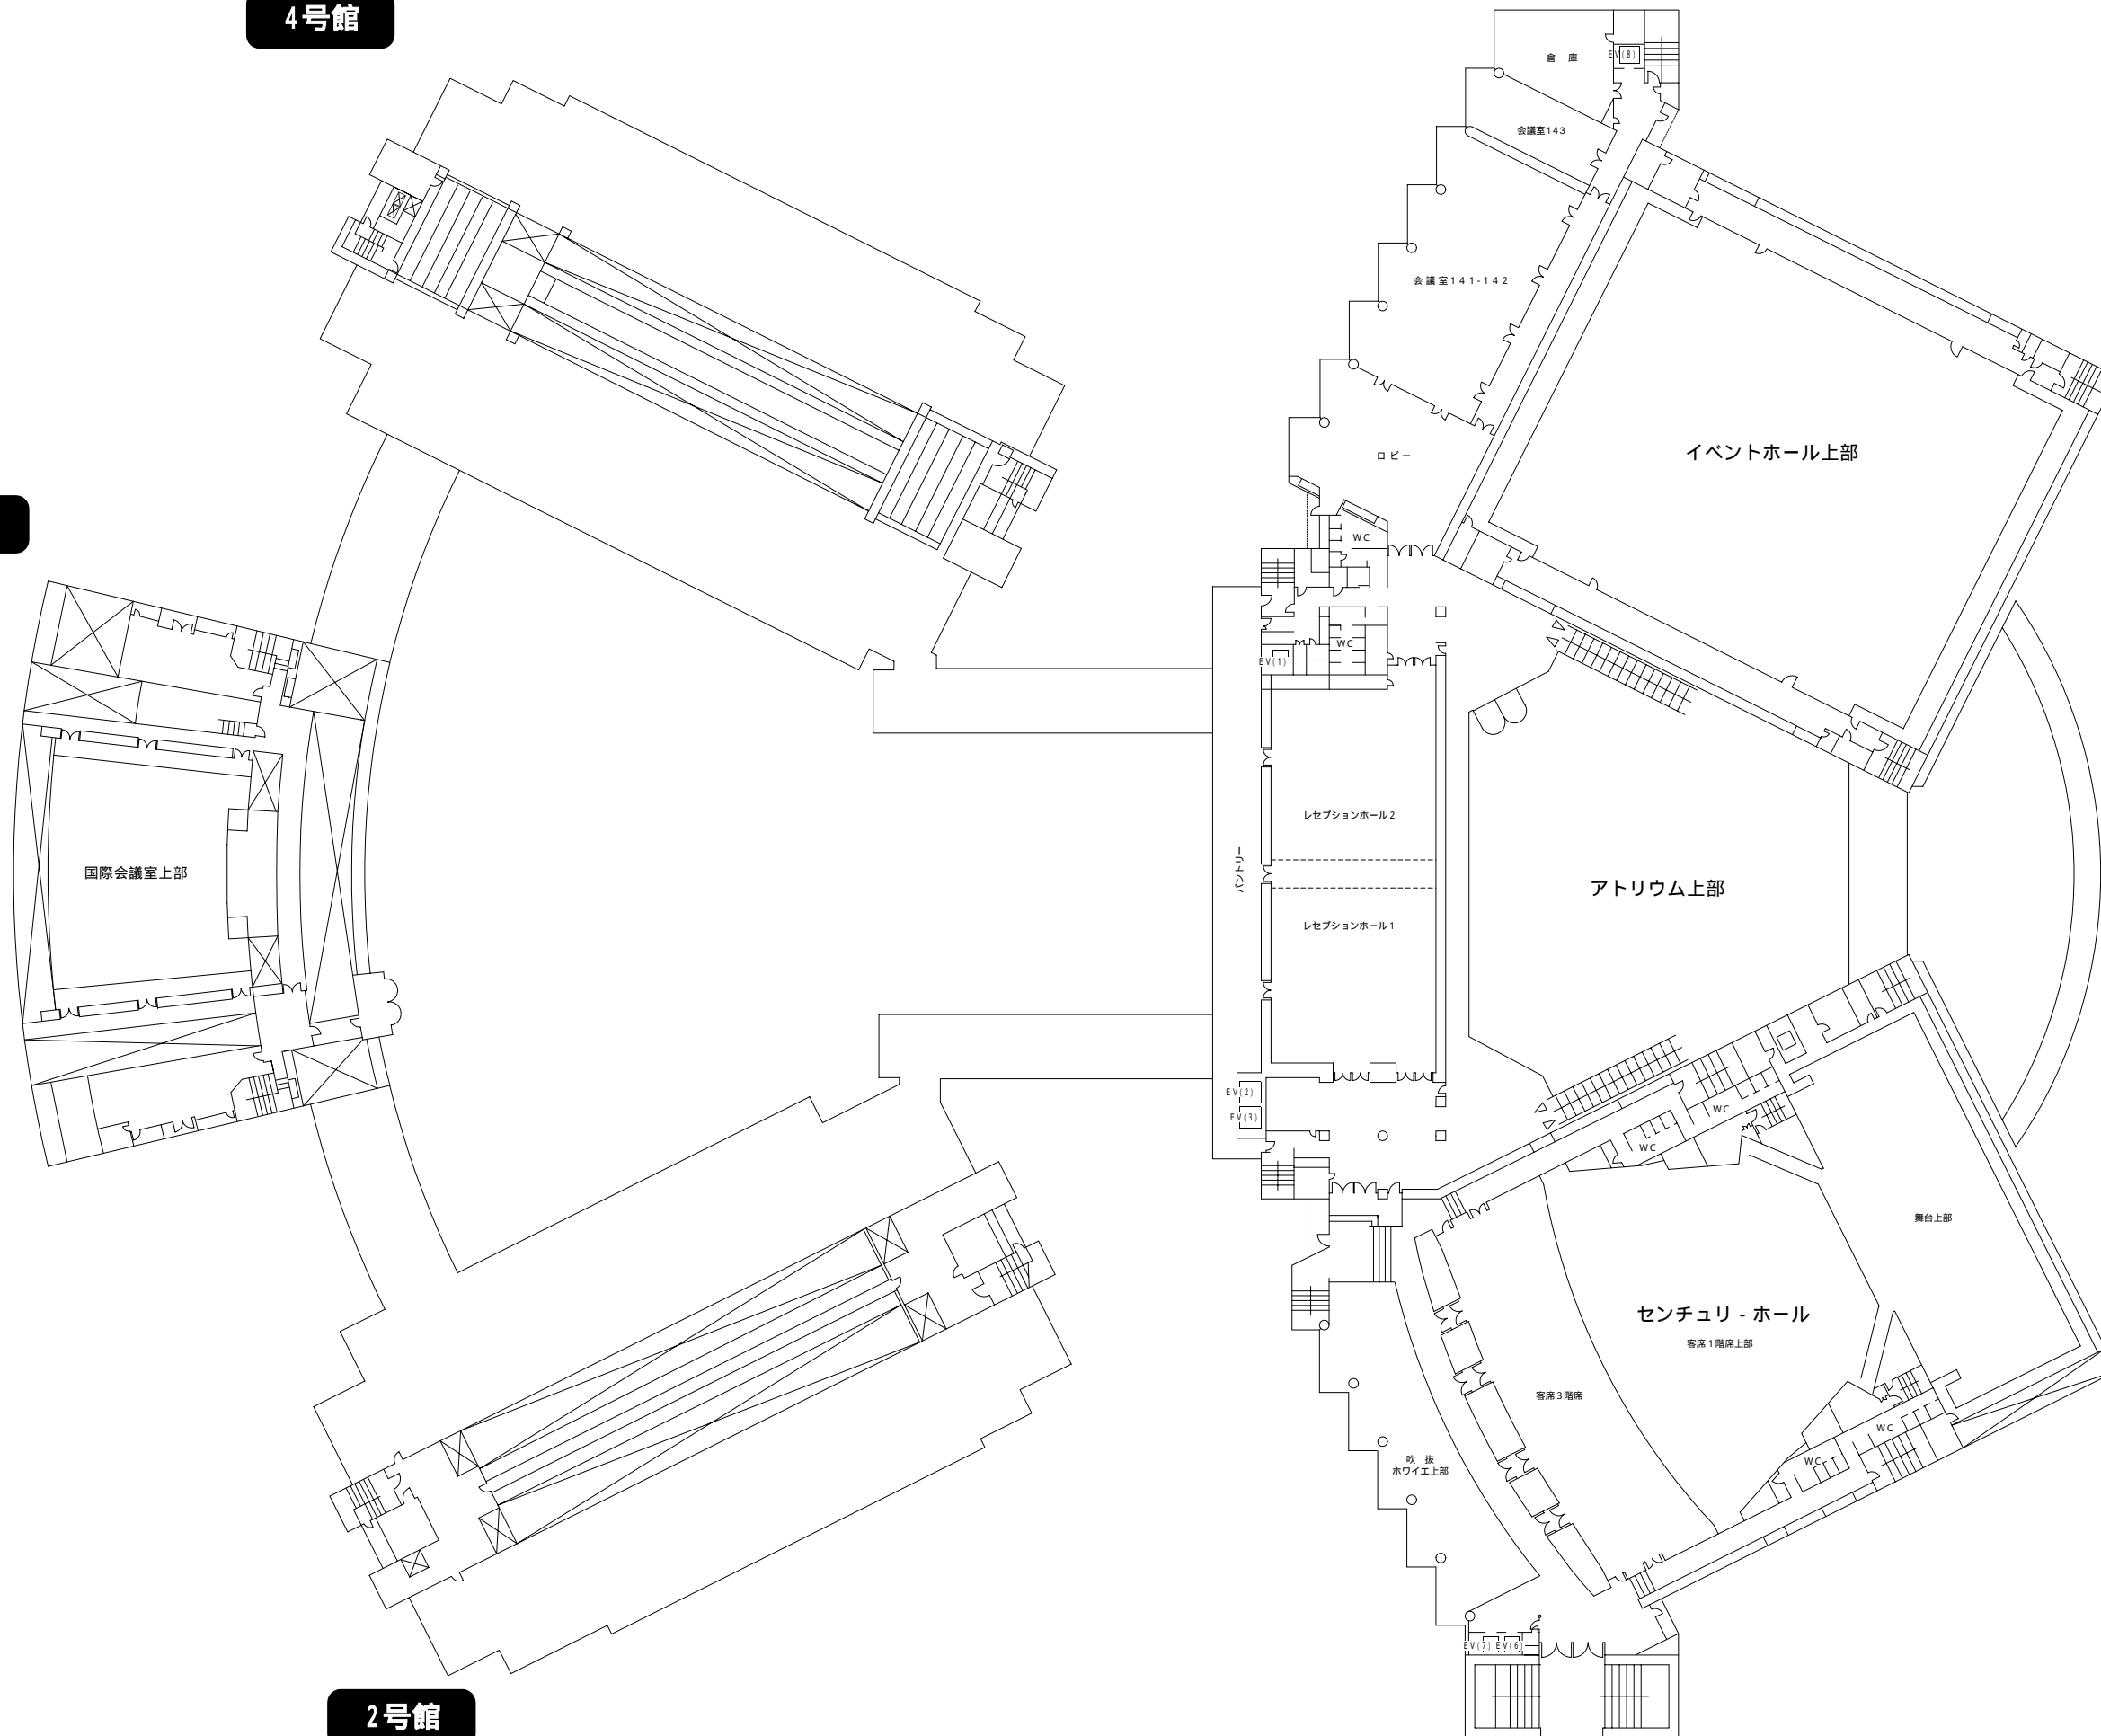 4号館
EV(8)
倉 庫
会議室143
会議室141-142
イベントホール上部
ロビー
WC
WC
EV(1)
レセプションホール2
パントリー
国際会議室上部
アトリウム上部
レセプションホール1
EV(2)
EV(3)
WC
WC
舞台上部
センチュリ-ホール
客席1階席上部
客席3階席
WC
WC
吹 抜
ホワイエ上部
EV(7)
EV(6)
2号館